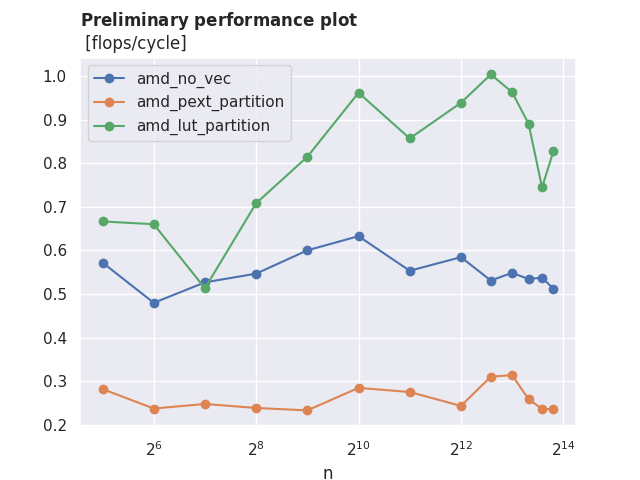 Preliminary performance plot
[flops/cycle]
amd_no_vec
amd_pext_partition
amd_lut_partition
1.0
0.9
0.8
0.7
0.6
0.5
0.4
0.3
0.2
2^6 2^8 2^10 2^12 2^14
n